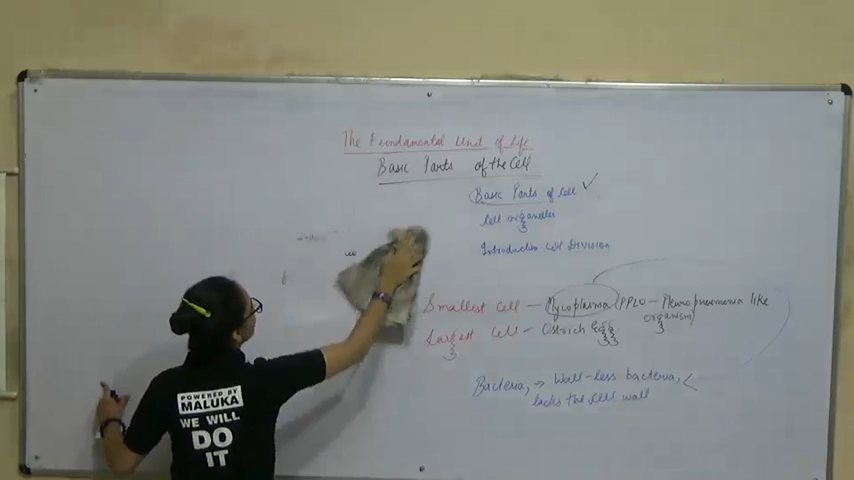 The Fundamental Unit of Life
Basic Parts of the Cell
Basic Parts of Cell ✓
Cell organelles
Introduction Cell Division
Smallest Cell – Mycoplasma, PPLO – Pleuropneumonia like
organism
Largest Cell – Ostrich Egg
Bacteria, → Wall-less bacteria, <
lacks the cell wall
POWERED BY
MALUKA
WE WILL
DO
IT